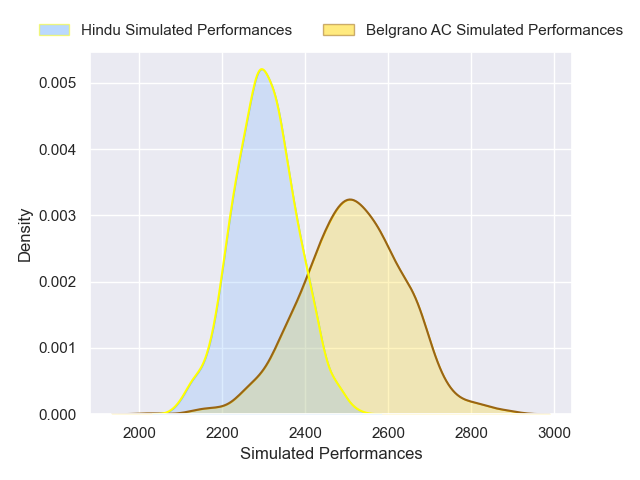 Hindu Simulated Performances Belgrano AC Simulated Performances
0.005
0.004
0.003
0.002
0.001
0.000
Density
2000 2200 2400 2600 2800 3000
Simulated Performances